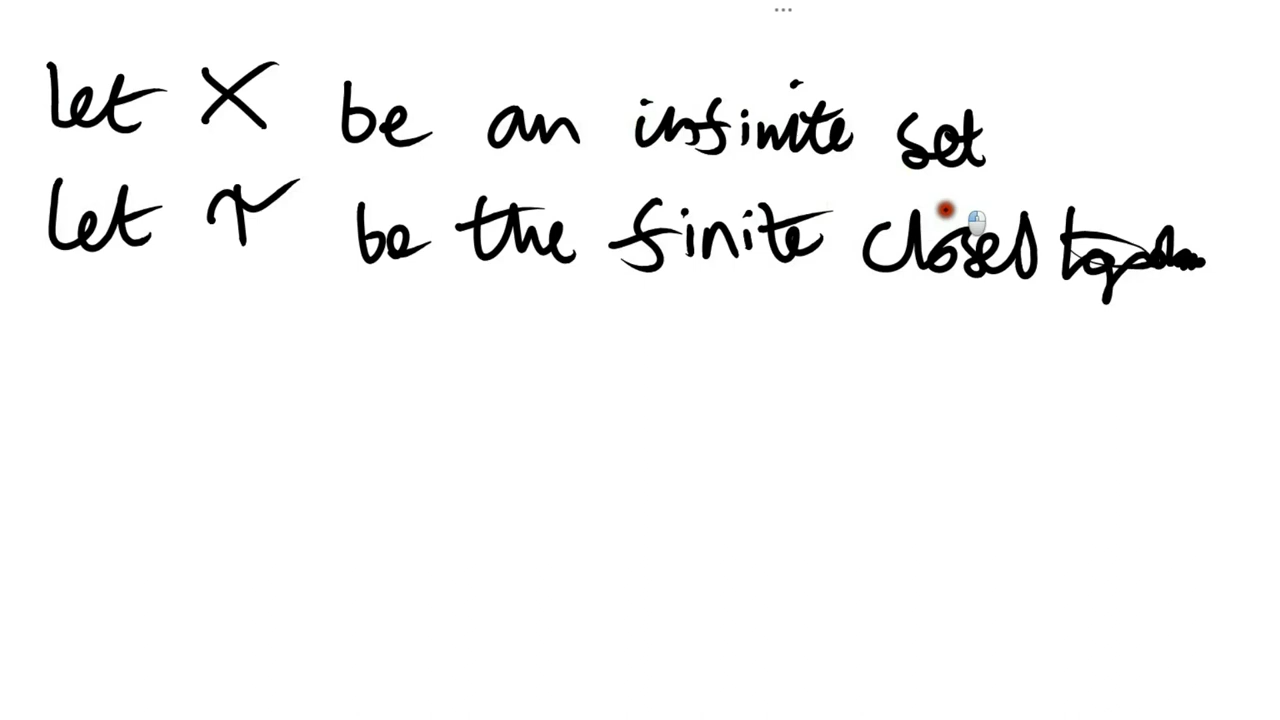 let X be an infinite set
let τ be the finite closed